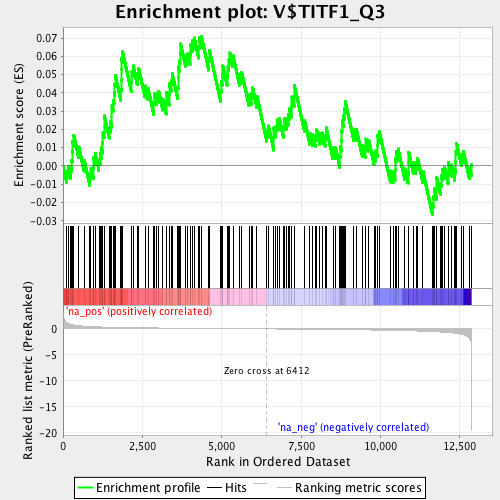 Enrichment plot: V$TITF1_Q3
Enrichment score (ES)
0.07
0.06
0.05
0.04
0.03
0.02
0.01
0.00
-0.01
-0.02
-0.03
'na_pos' (positively correlated)
Ranked list metric (PreRanked)
0
-5
-10
-15
-20
Zero cross at 6412
'na_neg' (negatively correlated)
0
2,500
5,000
7,500
10,000
12,500
Rank in Ordered Dataset
Enrichment profile
Hits
Ranking metric scores